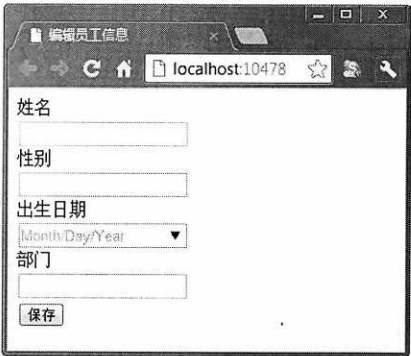 编辑员工信息
localhost:10478
姓名
性别
出生日期
Month/Day/Year
部门
保存